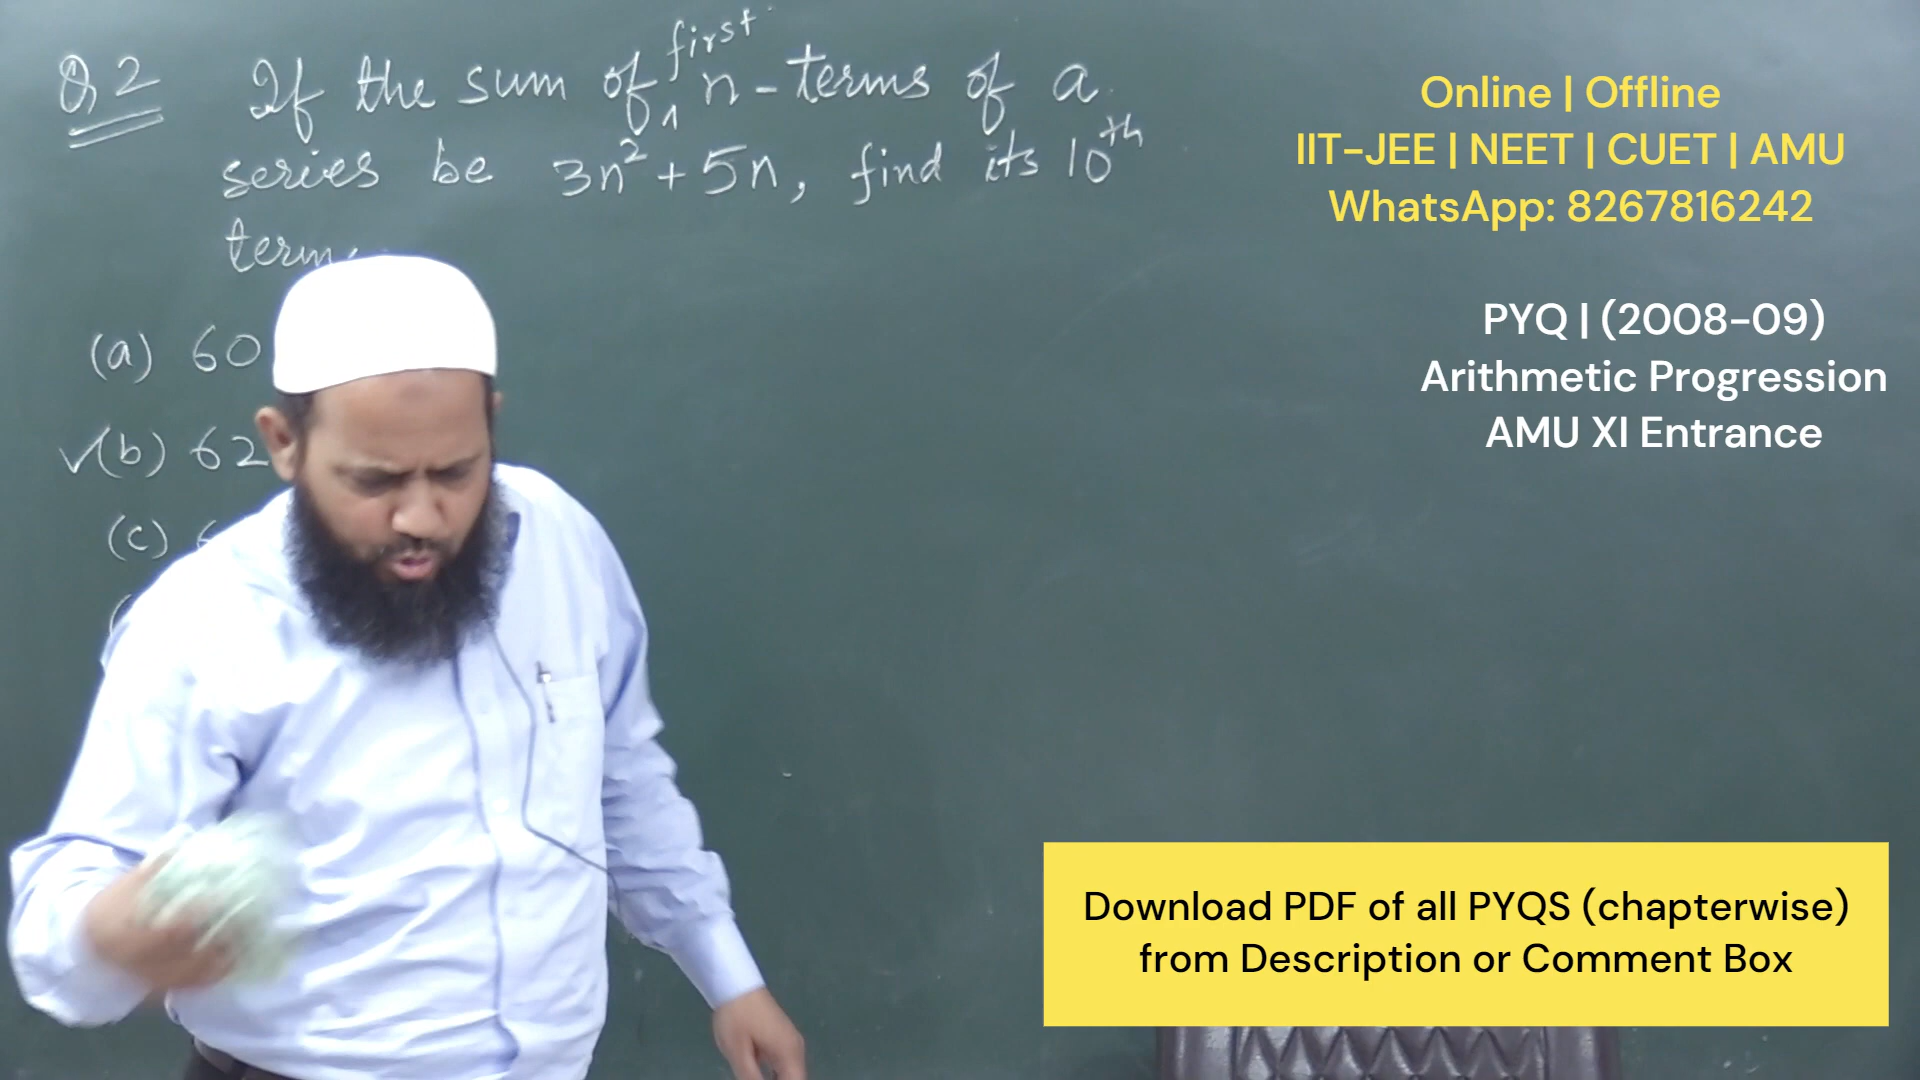 Q2 If the sum of first n-terms of a
series be 3n²+5n, find its 10th
term.
(a) 60
(b) 62
(c)
Online | Offline
IIT-JEE | NEET | CUET | AMU
WhatsApp: 8267816242
PYQ | (2008-09)
Arithmetic Progression
AMU XI Entrance
Download PDF of all PYQS (chapterwise)
from Description or Comment Box